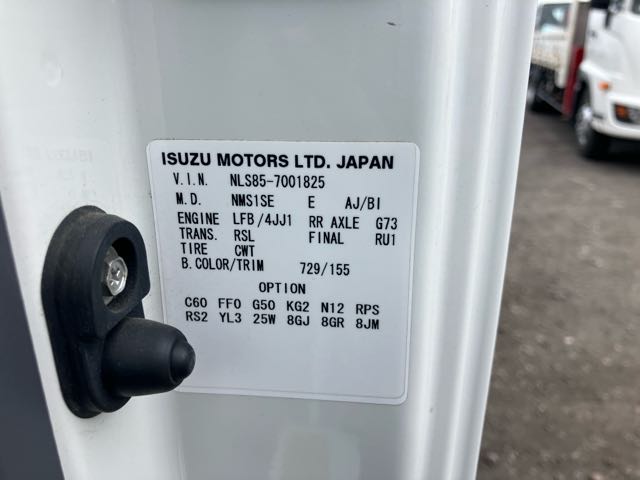 ISUZU MOTORS LTD. JAPAN
V.I.N. NLS85-7001825
M.D. NMS1SE E AJ/BI
ENGINE LFB/4JJ1 RR AXLE G73
TRANS. RSL FINAL RU1
TIRE CWT
B.COLOR/TRIM 729/155
OPTION
C60 FF0 G50 KG2 N12 RPS
RS2 YL3 25W 8GJ 8GR 8JM